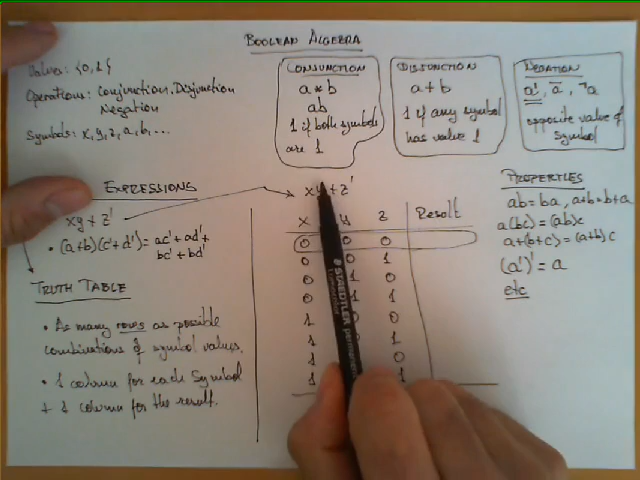 BOOLEAN ALGEBRA
Values: {0,1}
Operations: Conjunction, Disjunction
Negation
Symbols: x, y, z, a, b, ...
CONJUNCTION
a * b
ab
1 if both symbols
are 1
DISJUNCTION
a + b
1 if any symbol
has value 1
NEGATION
a', ā, ¬a
opposite value of
symbol
EXPRESSIONS
xy + z'
• (a+b)(c'+d') = ac' + ad' +
bc' + bd'
TRUTH TABLE
• As many rows as possible
combinations of symbol values.
• 1 column for each symbol
+ 1 column for the result.
xy + z'
x y z Result
0 0 0
0 0 1
0 1 0
0 1 1
1 0 0
1 1
1 0
1 1
STAEDTLER permanent
PROPERTIES
ab = ba, a+b = b+a
a(bc) = (ab)c
a+(b+c) = (a+b)c
(a')' = a
etc